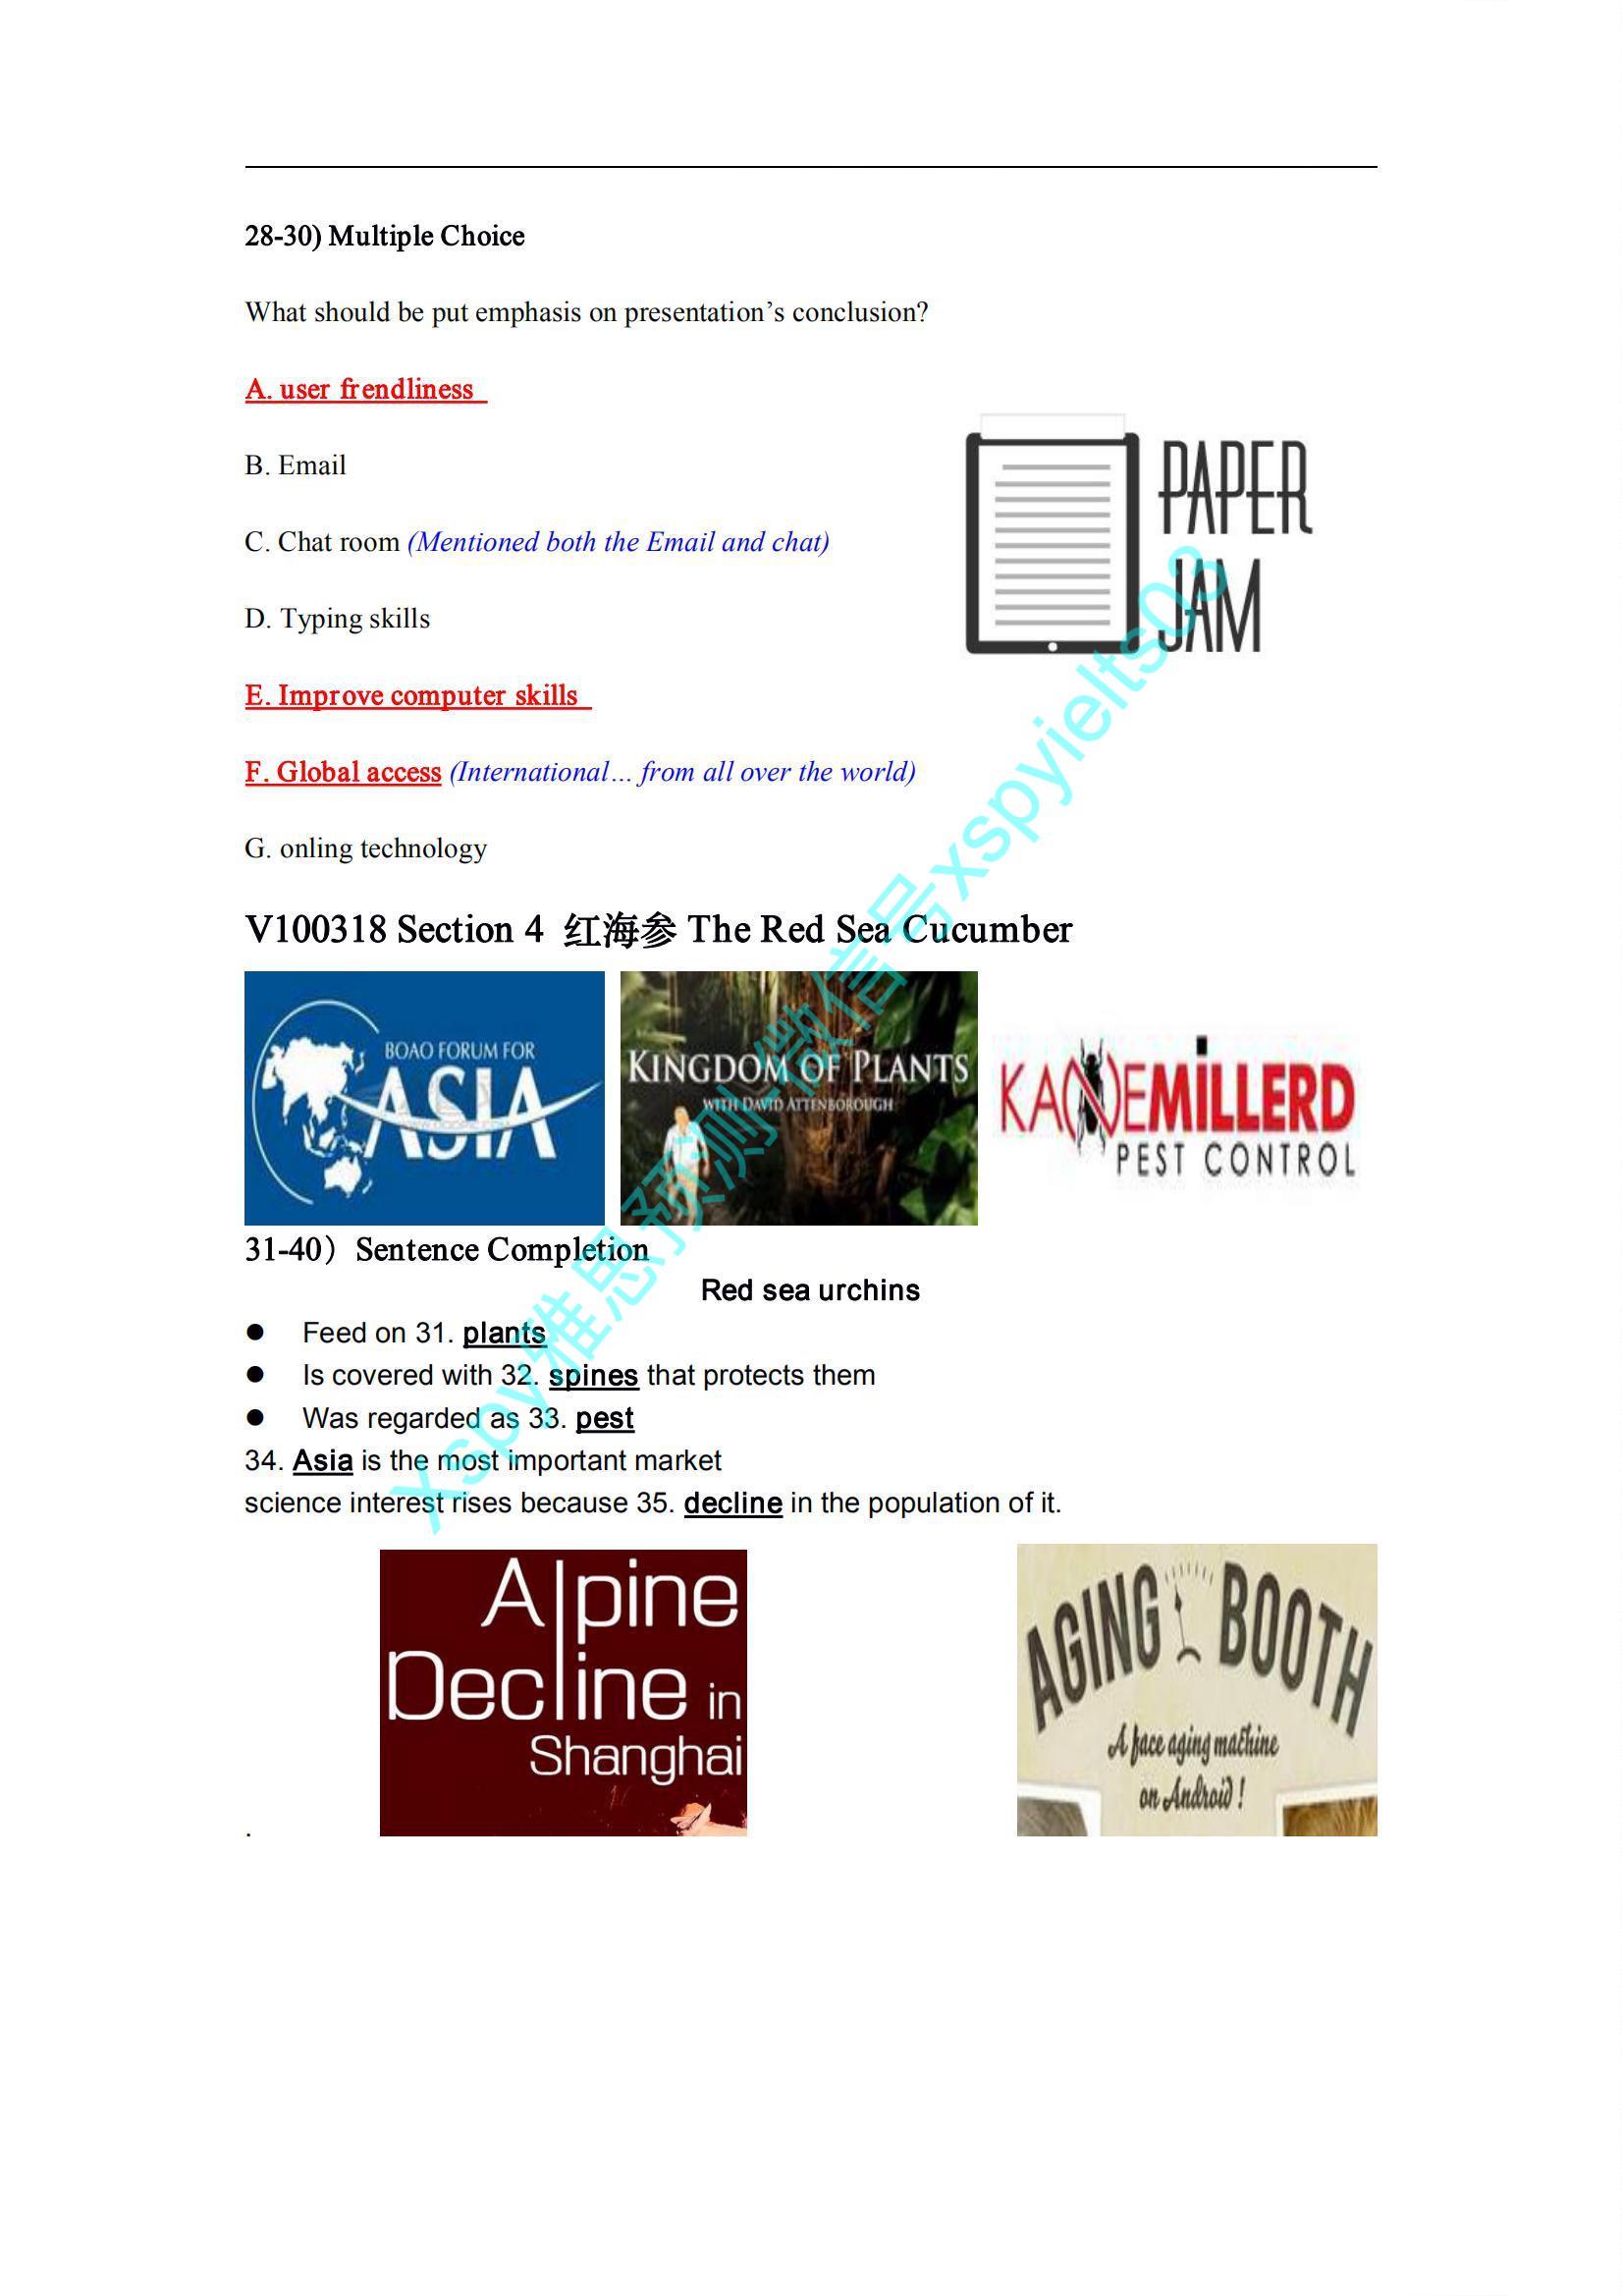 28-30) Multiple Choice
What should be put emphasis on presentation’s conclusion?
A. user frendliness
B. Email
C. Chat room (Mentioned both the Email and chat)
D. Typing skills
E. Improve computer skills
F. Global access (International… from all over the world)
G. onling technology
PAPER
JAM
V100318 Section 4 红海参 The Red Sea Cucumber
BOAO FORUM FOR
ASIA
KINGDOM OF PLANTS
WITH DAVID ATTENBOROUGH
KANEMiLLERD
PEST CONTROL
31-40）Sentence Completion
Red sea urchins
● Feed on 31. plants
● Is covered with 32. spines that protects them
● Was regarded as 33. pest
34. Asia is the most important market
science interest rises because 35. decline in the population of it.
Alpine
Decline in
Shanghai
AGING BOOTH
A face aging machine
on Android !
.
xspy雅思预测-微信号xspyielts03